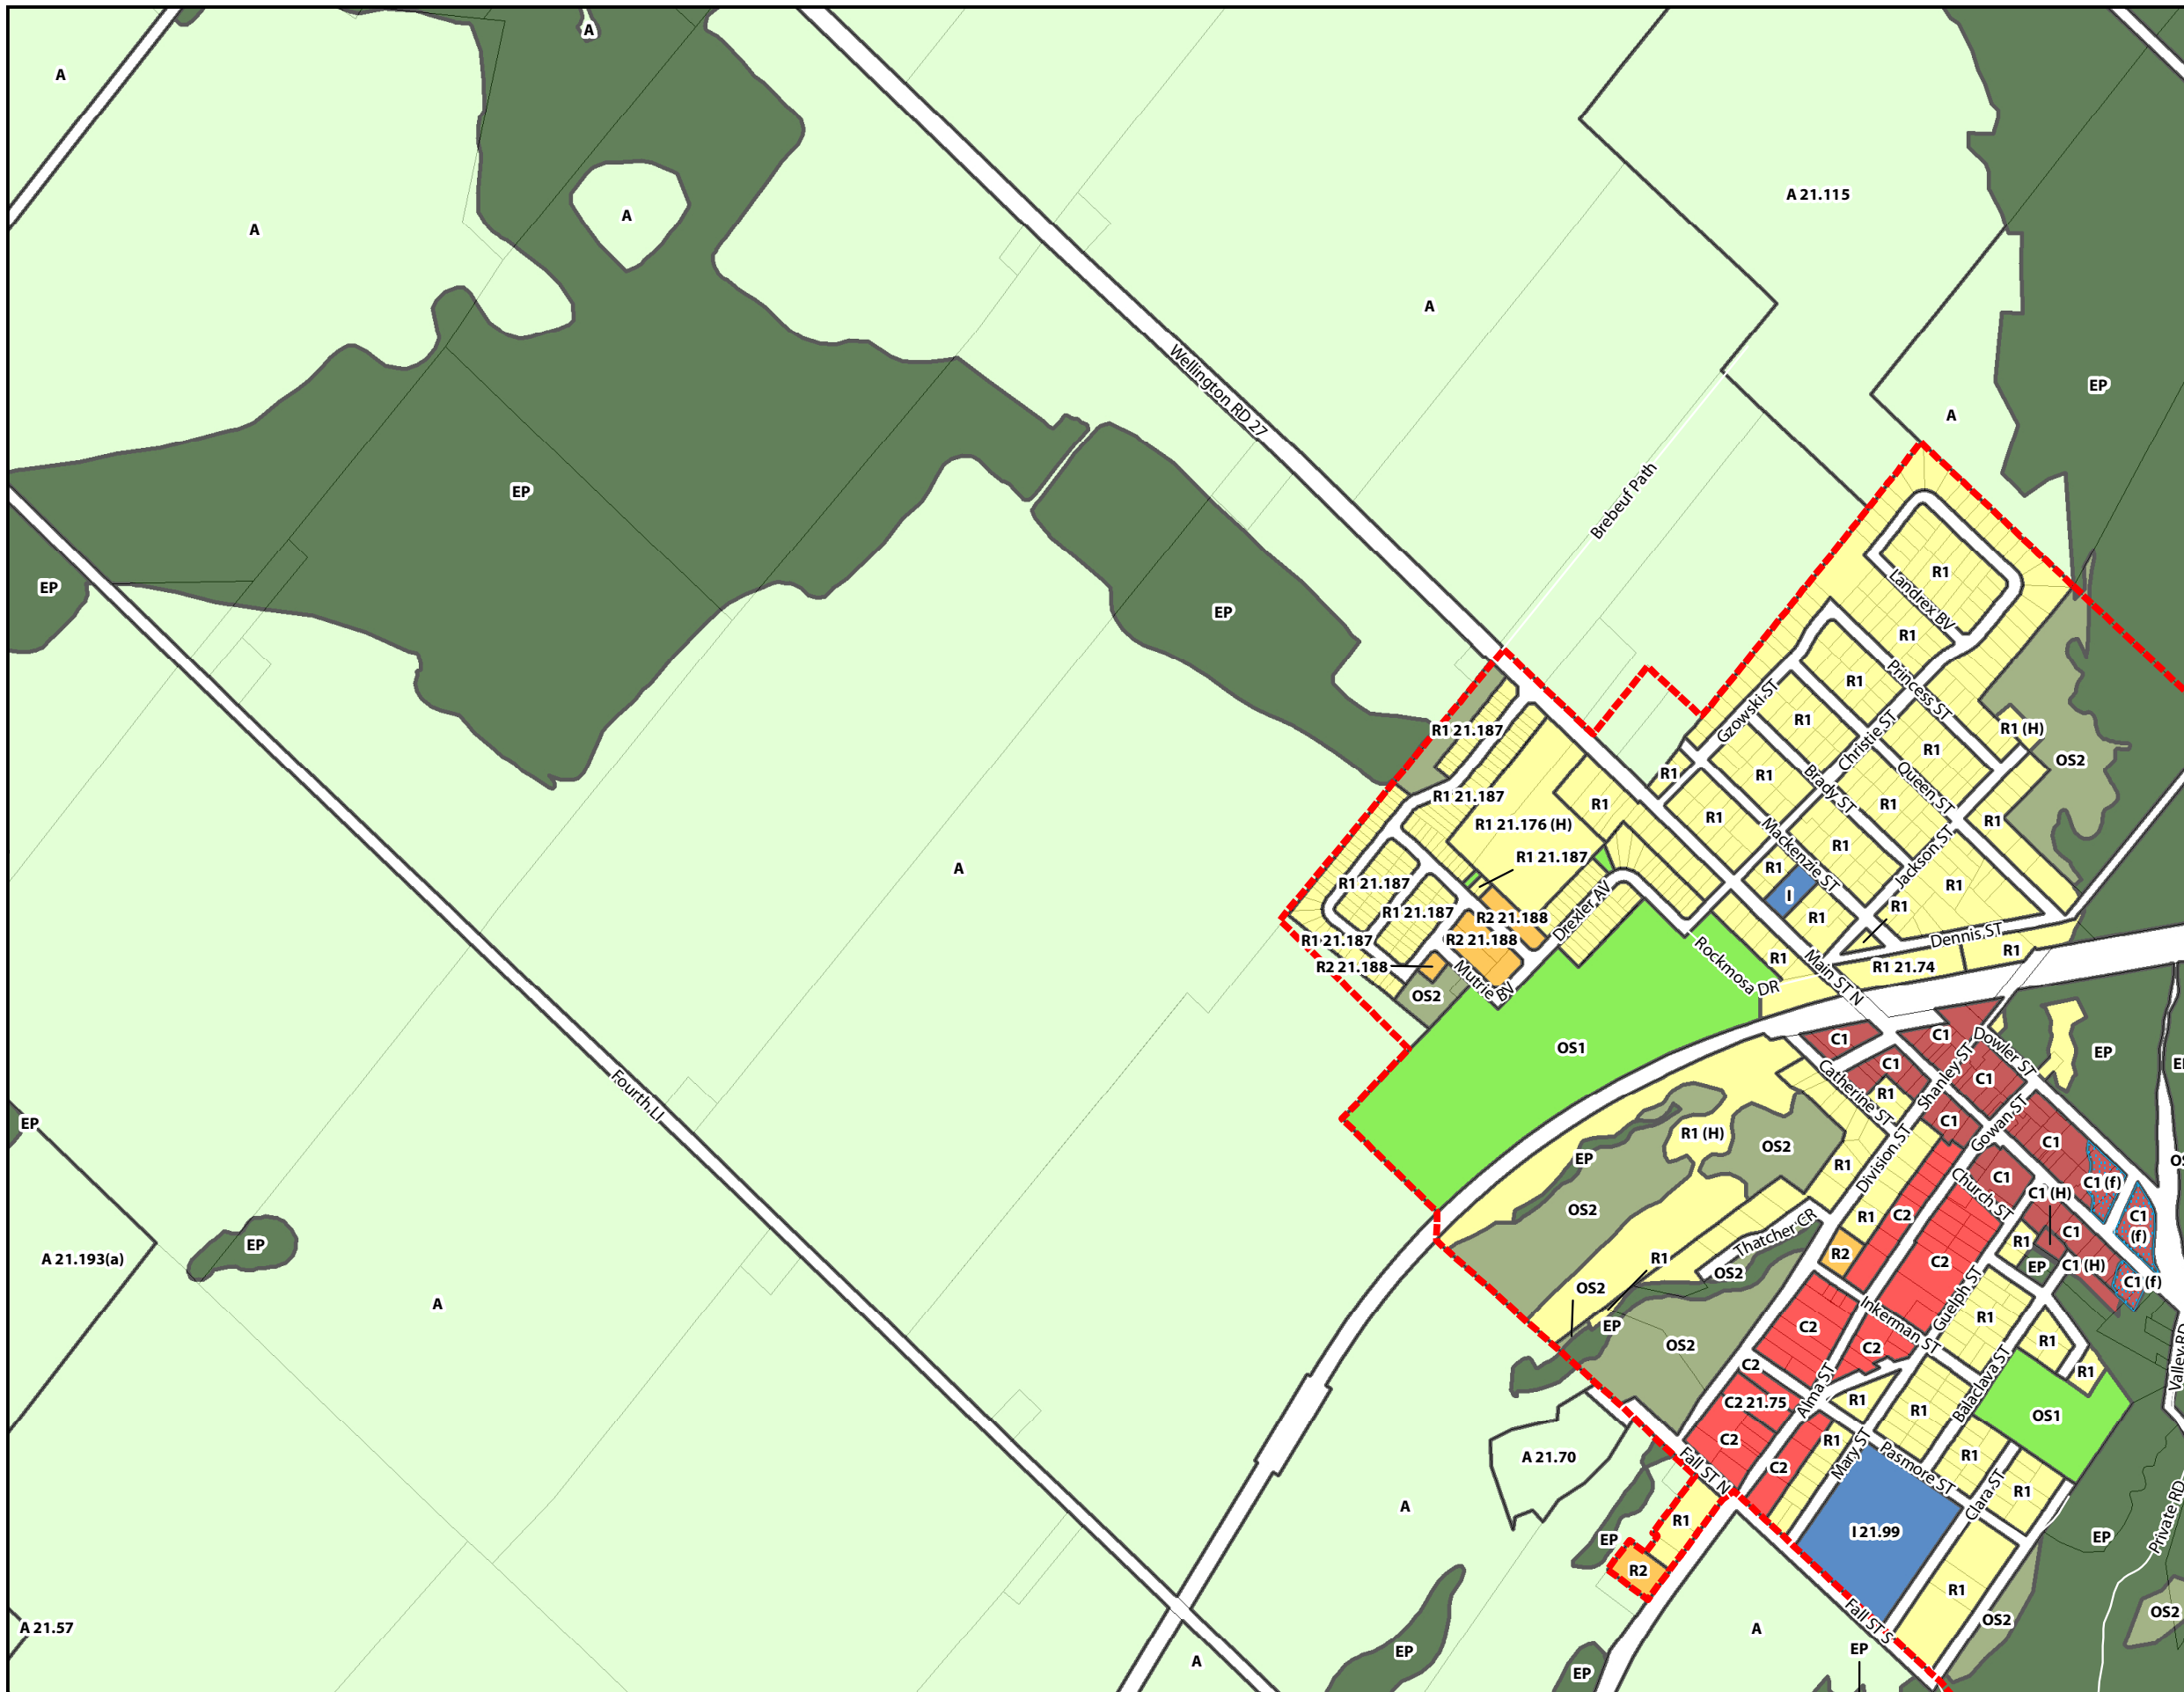 A
A
A
A 21.115
A
A
Wellington RD 27
A
EP
A
EP
Brebeuf Path
EP
EP
R1
Landrex BV
R1
Princess ST
R1
Gzowski ST
R1
Christie ST
R1 (H)
R1
OS2
R1 21.187
R1
R1
Brady ST
Queen ST
R1 21.187
R1
R1
R1
R1 21.176 (H)
R1
Mackenzie ST
R1
Jackson ST
R1 21.187
R1
R1
R1 21.187
I
R1
R1 21.187
R2 21.188
Drexler AV
R1
R1 21.187
R2 21.188
Dennis ST
R1
R2 21.188
Mutrie BV
Rockmosa DR
R1
Main ST N
R1 21.74
OS2
A
OS1
C1
C1
Dowler ST
EP
EP
C1
Shanley ST
C1
Catherine ST
R1
Fourth LI
EP
C1
Gowan ST
R1 (H)
OS2
C1
EP
R1
Division ST
C1
C1 (f)
Church ST
C1 (H)
OS2
R1
C2
C1
C1
(f)
Thatcher CR
R2
R1
EP
A 21.193(a)
R1
C2
EP
C1 (H)
OS2
C1 (f)
OS2
Guelph ST
A
EP
C2
Inkerman ST
R1
R1
OS2
C2
Valley RD
C2
R1
Balaclava ST
C2 21.75
Alma ST
R1
R1
OS1
C2
R1
A 21.70
Fall ST N
C2
Mary ST
Pasmore ST
R1
A
R1
Clara ST
R1
I 21.99
EP
EP
Private RD
R2
R1
A 21.57
A
Fall ST S
OS2
OS2
EP
EP
A
EP